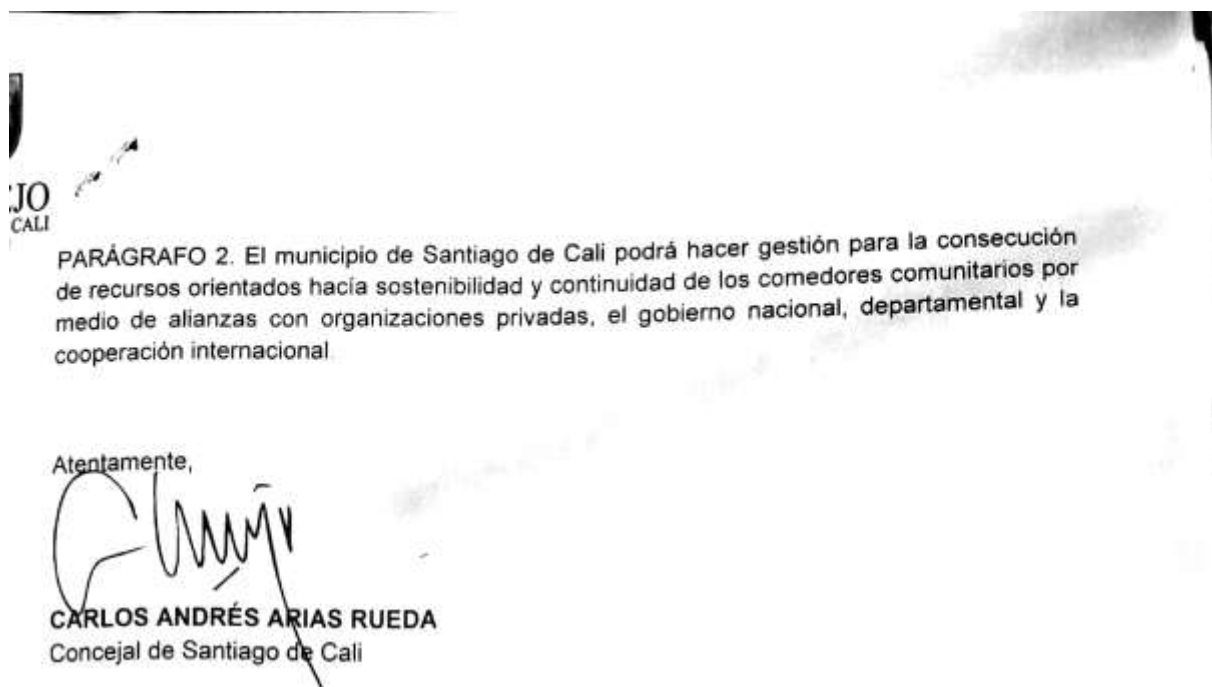 JO
CALI
PARÁGRAFO 2. El municipio de Santiago de Cali podrá hacer gestión para la consecución
de recursos orientados hacía sostenibilidad y continuidad de los comedores comunitarios por
medio de alianzas con organizaciones privadas, el gobierno nacional, departamental y la
cooperación internacional.
Atentamente,
CARLOS ANDRÉS ARIAS RUEDA
Concejal de Santiago de Cali